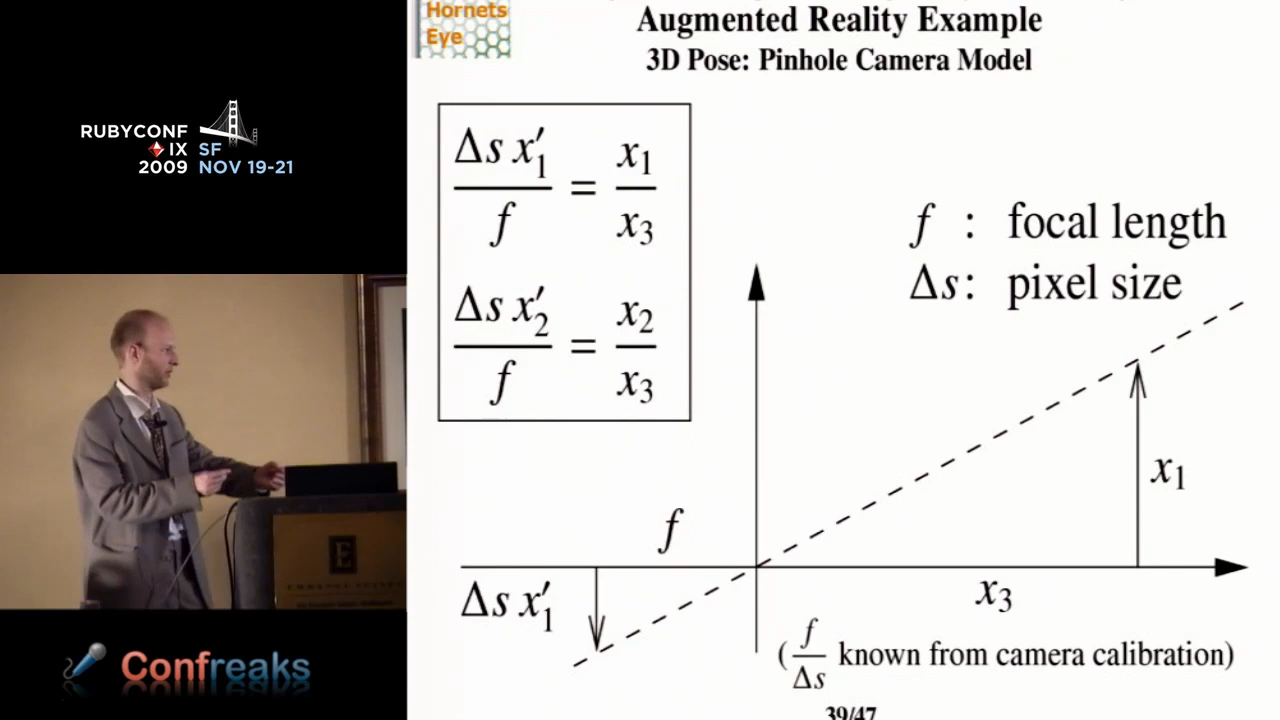 RUBYCONF
IX SF
2009 NOV 19-21
Confreaks
Hornets
Eye
Augmented Reality Example
3D Pose: Pinhole Camera Model
Δs x′₁ / f = x₁ / x₃
Δs x′₂ / f = x₂ / x₃
f : focal length
Δs: pixel size
f
x₁
Δs x′₁
x₃
(f/Δs known from camera calibration)
39/47
E